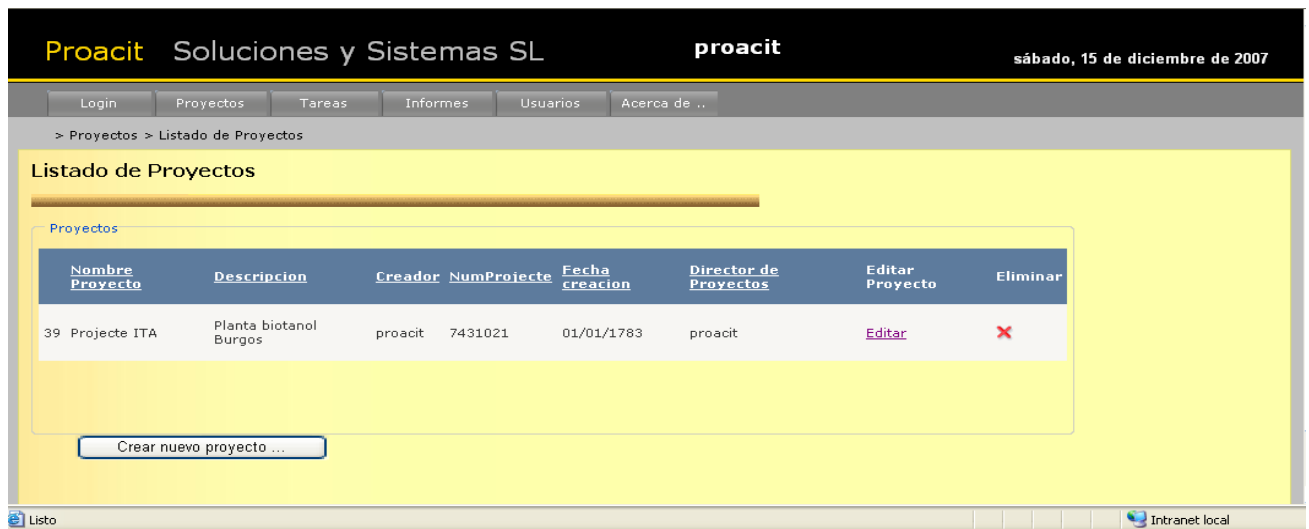 Proacit Soluciones y Sistemas SL
proacit
sábado, 15 de diciembre de 2007
Login Proyectos Tareas Informes Usuarios Acerca de ..
> Proyectos > Listado de Proyectos
Listado de Proyectos
Proyectos
Nombre Proyecto Descripcion Creador NumProjecte Fecha creacion Director de Proyectos Editar Proyecto Eliminar
39 Projecte ITA Planta biotanol Burgos proacit 7431021 01/01/1783 proacit Editar
Crear nuevo proyecto ...
Listo
Intranet local